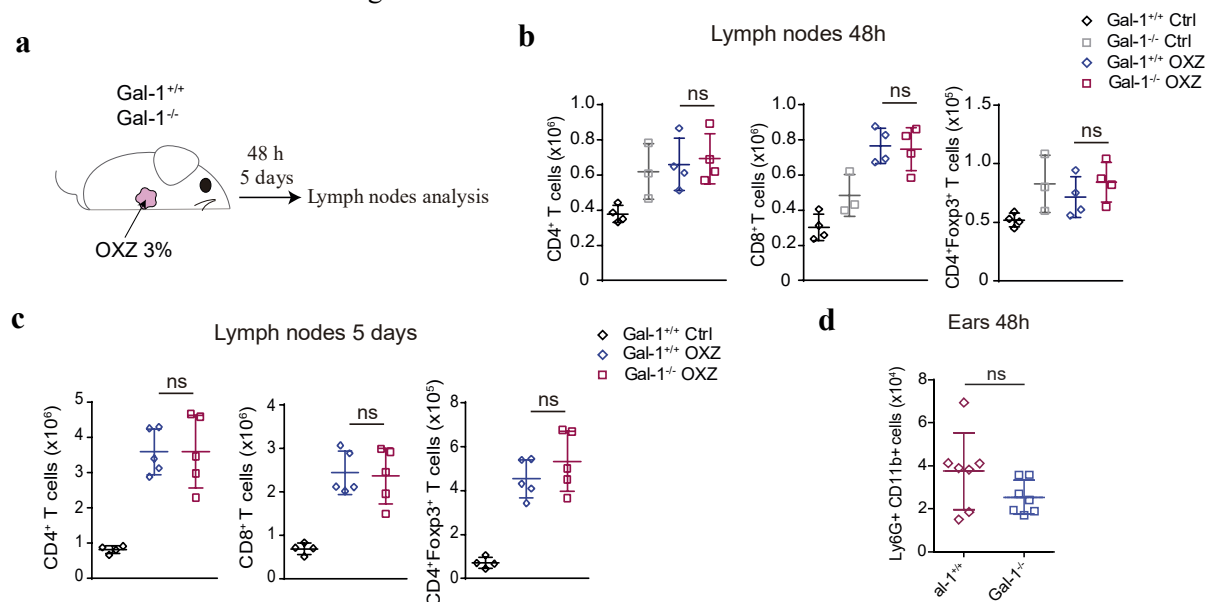 a
Gal-1+/+
Gal-1-/-
48 h
5 days
Lymph nodes analysis
OXZ 3%
b
Lymph nodes 48h
Gal-1+/+ Ctrl
Gal-1-/- Ctrl
Gal-1+/+ OXZ
Gal-1-/- OXZ
CD4+ T cells (x10⁶)
1.0
0.8
0.6
0.4
0.2
0
ns
CD8+T cells (x10⁶)
1.0
0.8
0.6
0.4
0.2
0
ns
CD4+Foxp3+ T cells (x10⁵)
1.5
1.0
0.5
0
ns
c
Lymph nodes 5 days
Gal-1+/+ Ctrl
Gal-1+/+ OXZ
Gal-1-/- OXZ
CD4+ T cells (x10⁶)
5
4
3
2
1
0
ns
CD8+ T cells (x10⁶)
4
3
2
1
0
ns
CD4+Foxp3+ T cells (x10⁵)
8
6
4
2
0
ns
d
Ears 48h
Ly6G+ CD11b+cells (x10⁴)
8
6
4
2
0
ns
al-1+/+
Gal-1-/-